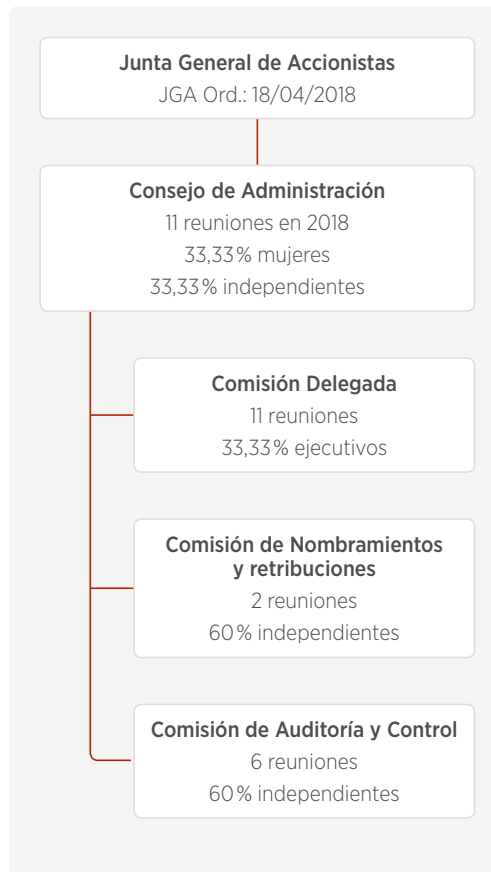 Junta General de Accionistas
JGA Ord.: 18/04/2018
Consejo de Administración
11 reuniones en 2018
33,33% mujeres
33,33% independientes
Comisión Delegada
11 reuniones
33,33% ejecutivos
Comisión de Nombramientos
y retribuciones
2 reuniones
60% independientes
Comisión de Auditoría y Control
6 reuniones
60% independientes